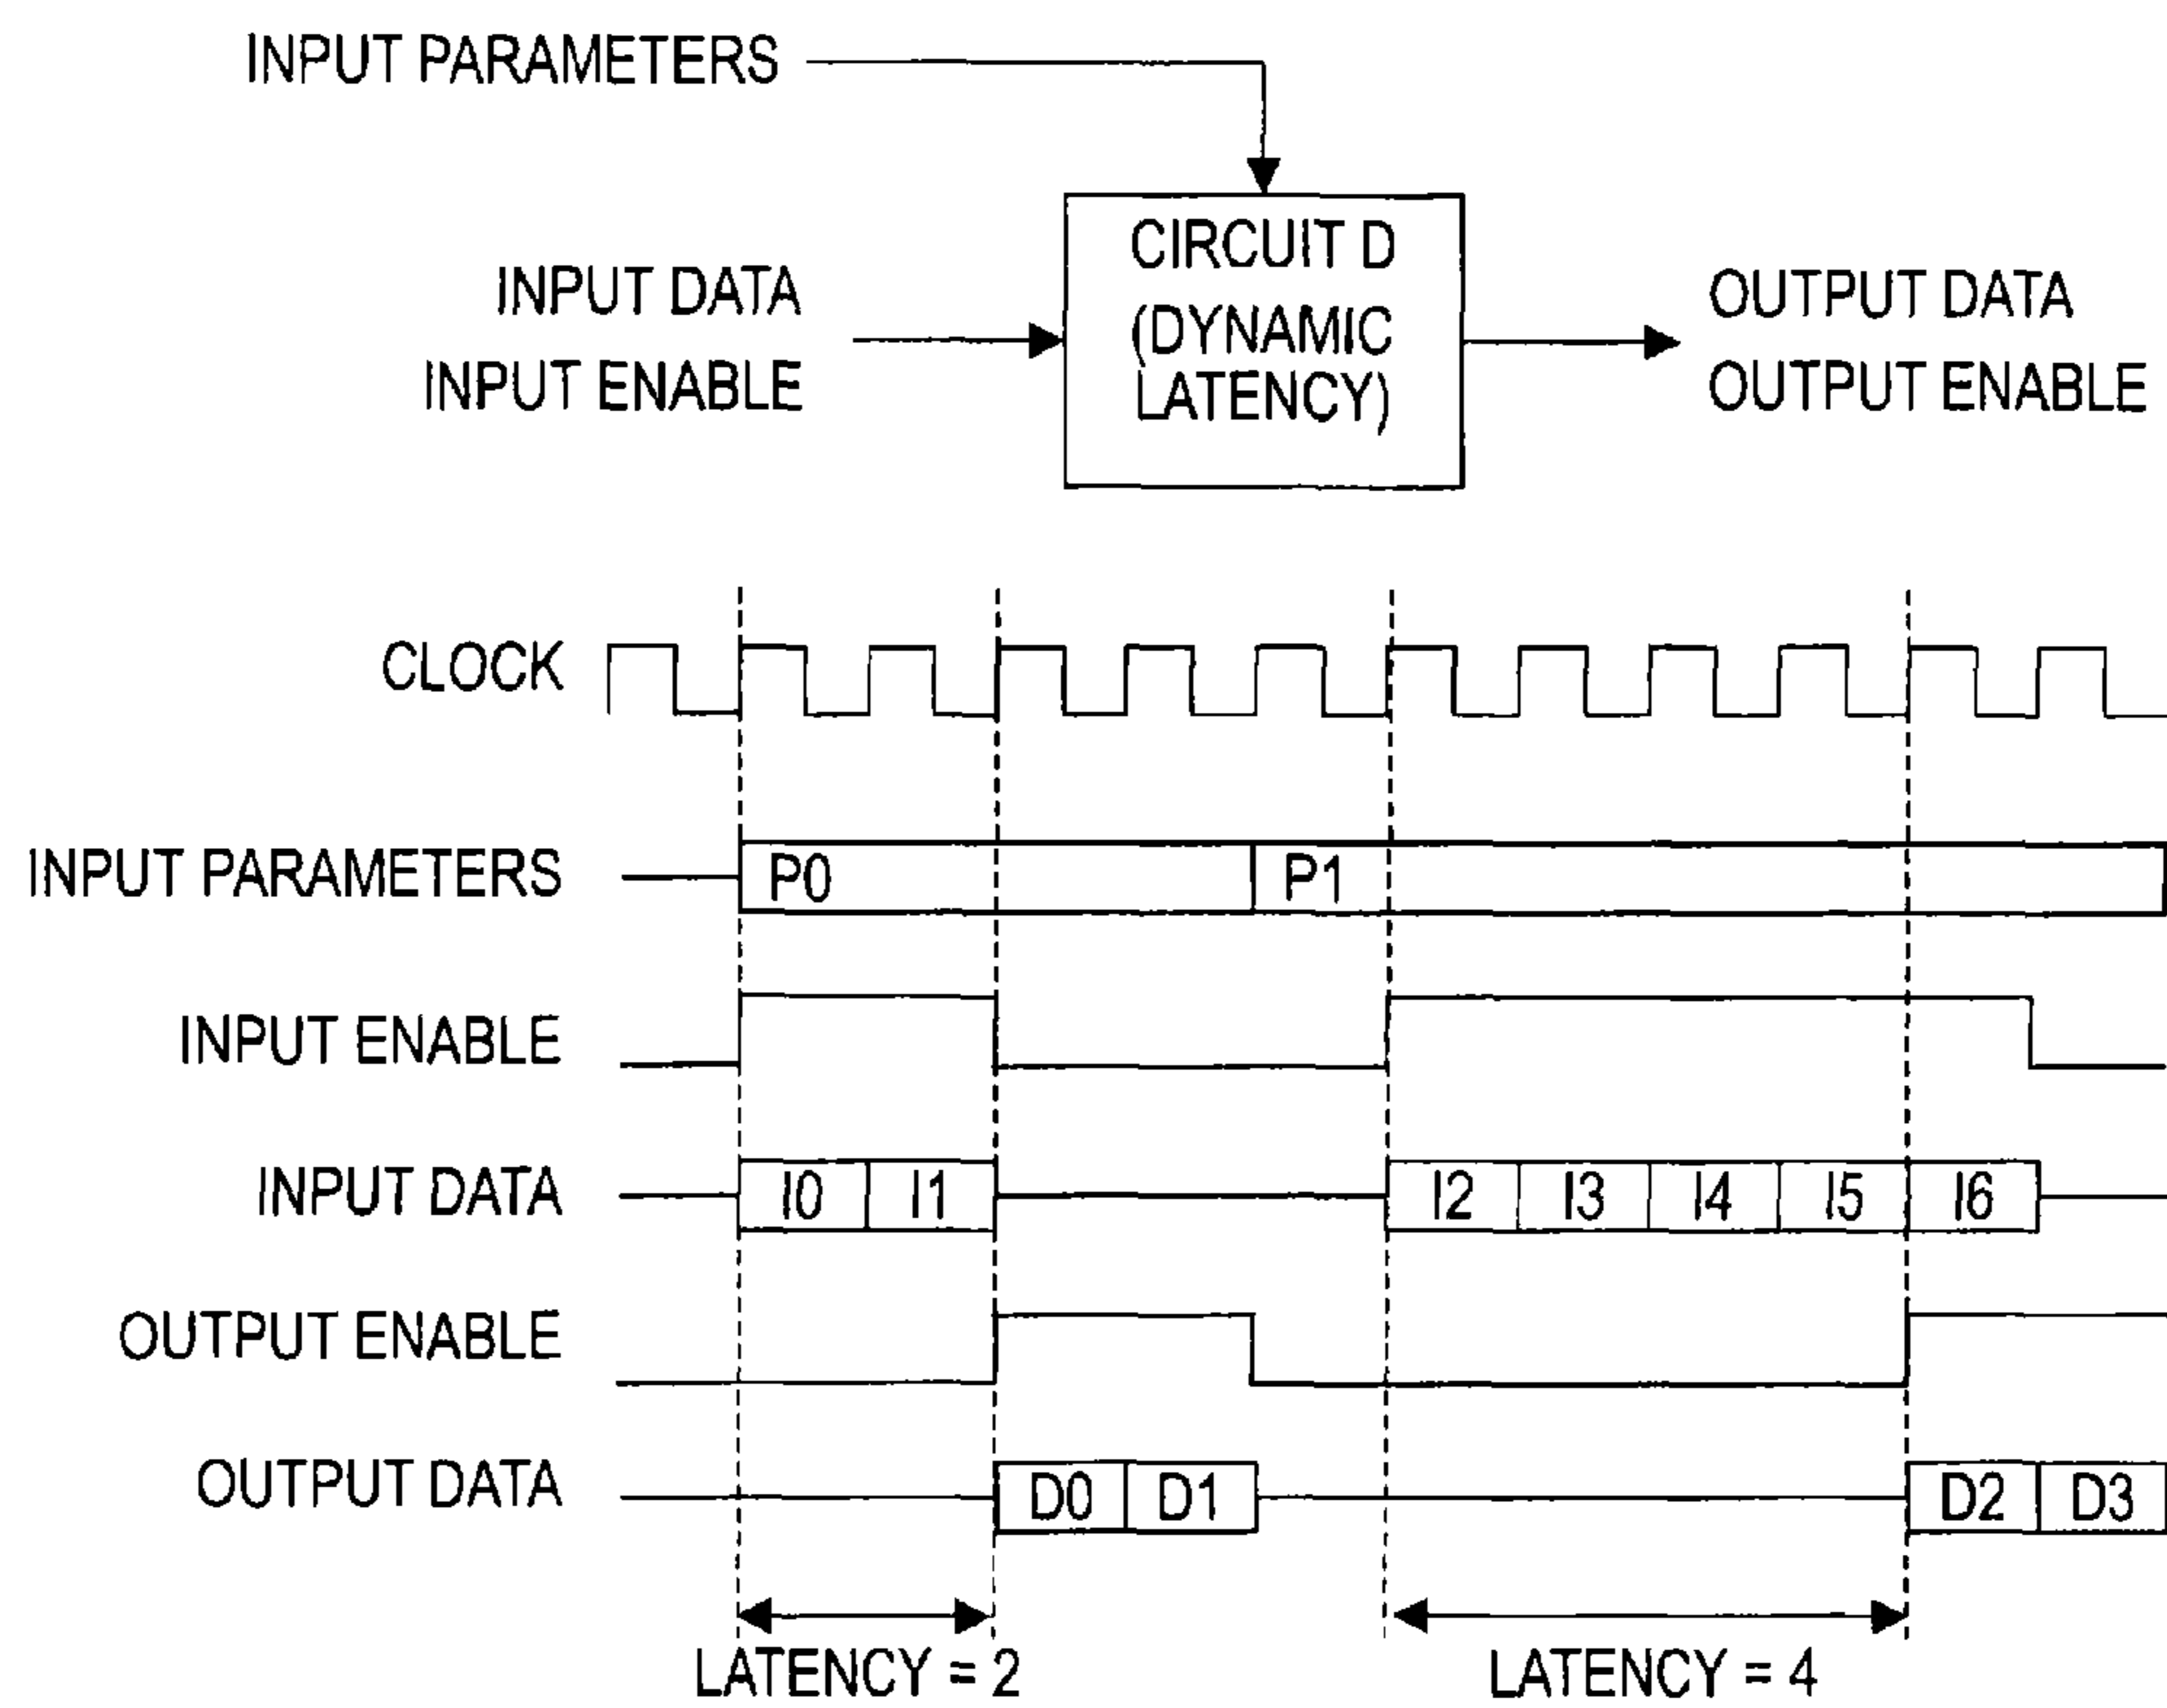 INPUT PARAMETERS
CIRCUIT D
(DYNAMIC
LATENCY)
INPUT DATA
INPUT ENABLE
OUTPUT DATA
OUTPUT ENABLE
CLOCK
INPUT PARAMETERS
P0 P1
INPUT ENABLE
INPUT DATA
I0 I1 I2 I3 I4 I5 I6
OUTPUT ENABLE
OUTPUT DATA
D0 D1 D2 D3
LATENCY = 2
LATENCY = 4